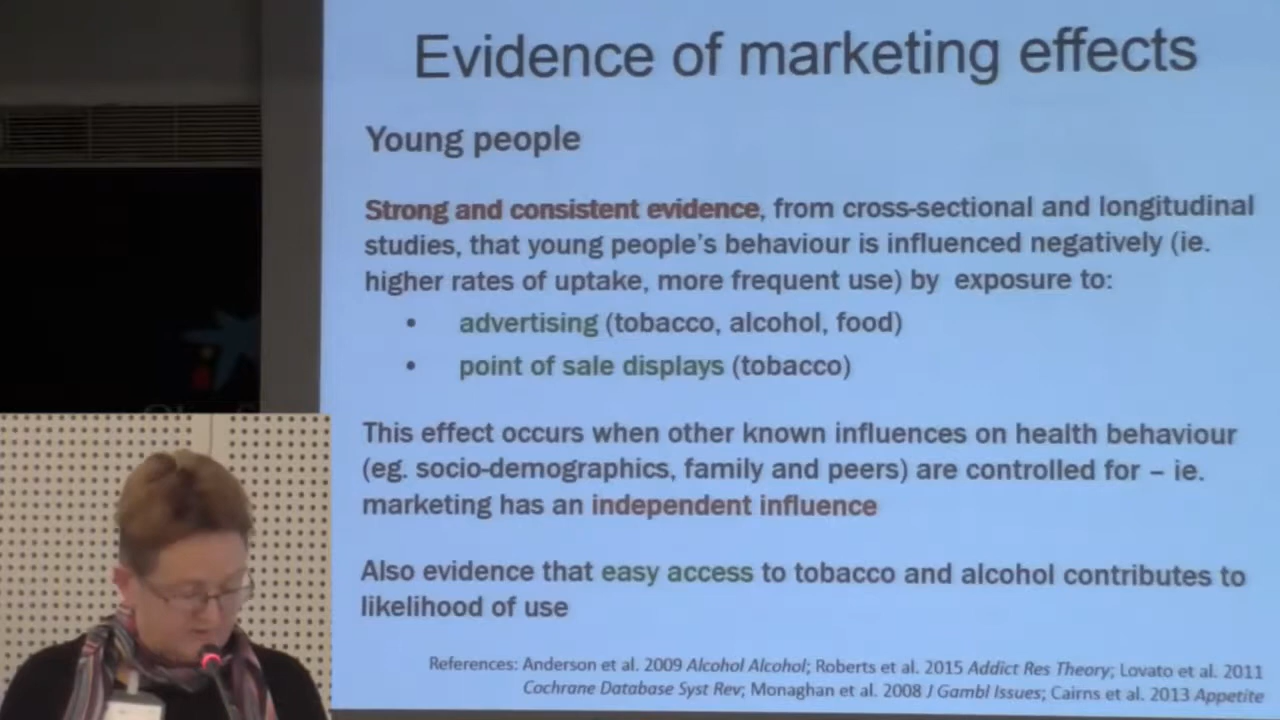 Evidence of marketing effects
Young people
Strong and consistent evidence, from cross-sectional and longitudinal
studies, that young people's behaviour is influenced negatively (ie.
higher rates of uptake, more frequent use) by exposure to:
• advertising (tobacco, alcohol, food)
• point of sale displays (tobacco)
This effect occurs when other known influences on health behaviour
(eg. socio-demographics, family and peers) are controlled for – ie.
marketing has an independent influence
Also evidence that easy access to tobacco and alcohol contributes to
likelihood of use
References: Anderson et al. 2009 Alcohol Alcohol; Roberts et al. 2015 Addict Res Theory; Lovato et al. 2011
Cochrane Database Syst Rev; Monaghan et al. 2008 J Gambl Issues; Cairns et al. 2013 Appetite